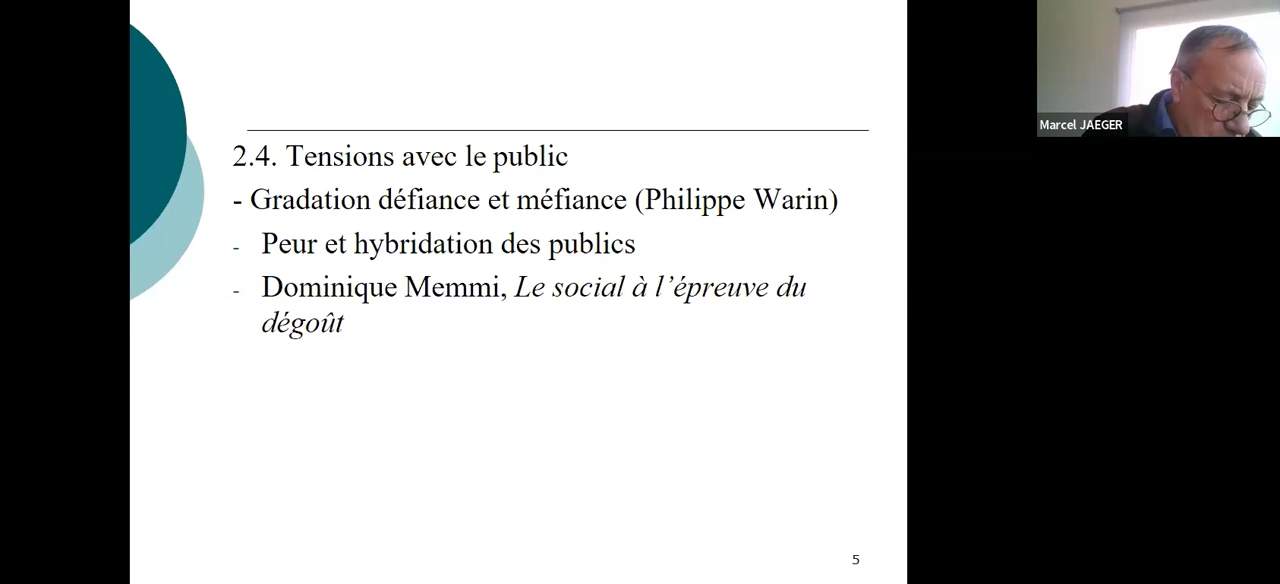 2.4. Tensions avec le public
- Gradation défiance et méfiance (Philippe Warin)
- Peur et hybridation des publics
- Dominique Memmi, Le social à l’épreuve du
dégoût
5
Marcel JAEGER